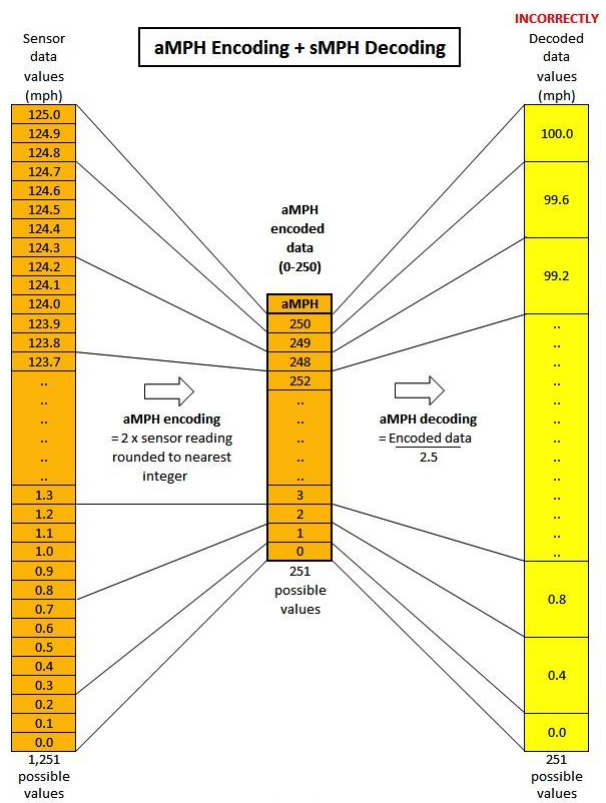 INCORRECTLY
aMPH Encoding + sMPH Decoding
Sensor
data
values
(mph)
125.0
124.9
124.8
124.7
124.6
124.5
124.4
124.3
124.2
124.1
124.0
123.9
123.8
123.7
..
..
..
..
..
..
1.3
1.2
1.1
1.0
0.9
0.8
0.7
0.6
0.5
0.4
0.3
0.2
0.1
0.0
1,251
possible
values
aMPH encoding
= 2 x sensor reading
rounded to nearest
integer
aMPH
encoded
data
(0-250)
aMPH
250
249
248
252
..
..
..
..
..
3
2
1
0
251
possible
values
aMPH decoding
= Encoded data
2.5
Decoded
data
values
(mph)
100.0
99.6
99.2
..
..
..
..
..
..
..
..
..
..
..
..
..
0.8
0.4
0.0
251
possible
values